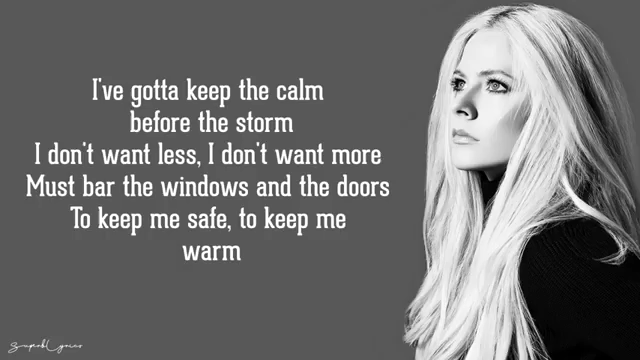 I've gotta keep the calm
before the storm
I don't want less, I don't want more
Must bar the windows and the doors
To keep me safe, to keep me
warm
SuperbLyrics